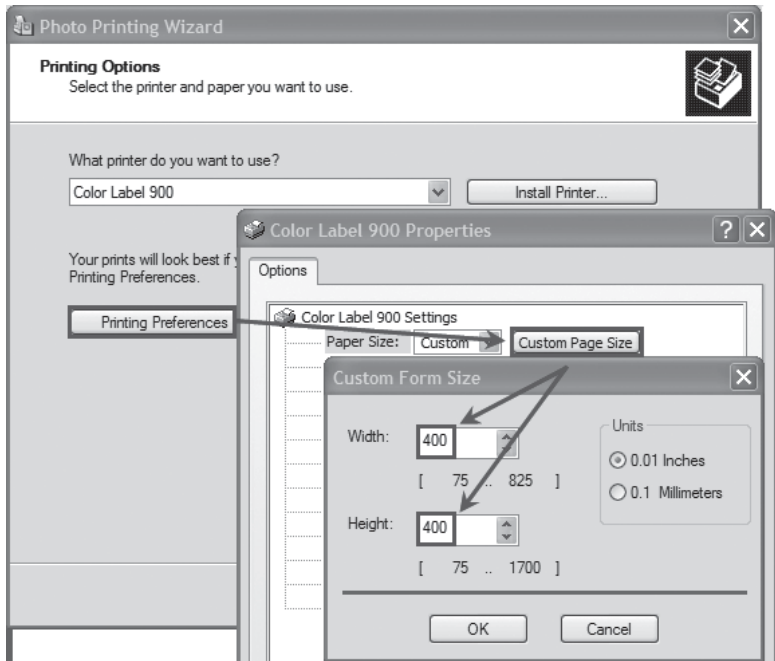 Photo Printing Wizard
Printing Options
Select the printer and paper you want to use.
What printer do you want to use?
Color Label 900
Install Printer...
Your prints will look best if
Printing Preferences.
Printing Preferences
Color Label 900 Properties
Options
Color Label 900 Settings
Paper Size: Custom Custom Page Size
Custom Form Size
Width: 400
[ 75 .. 825 ]
Height: 400
[ 75 .. 1700 ]
Units
0.01 Inches
0.1 Millimeters
OK Cancel